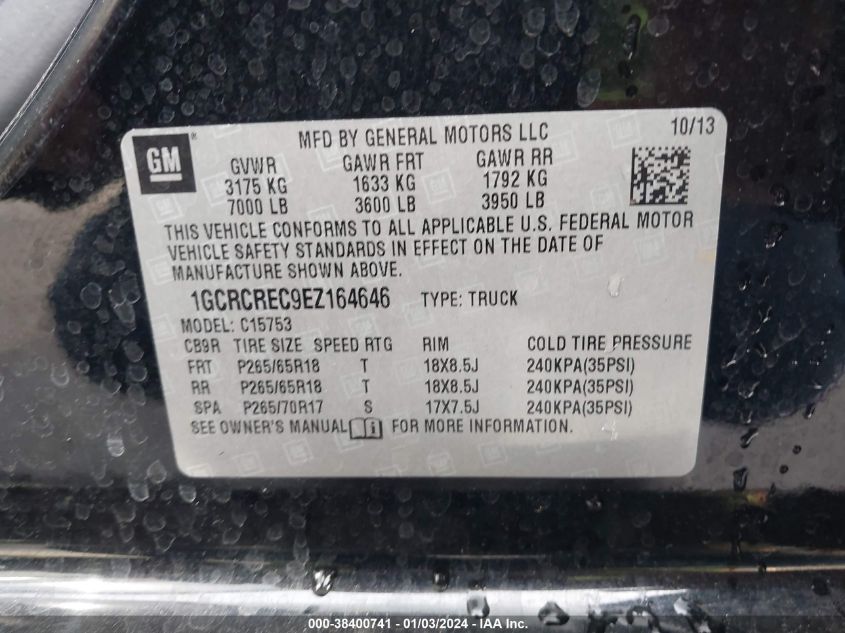 GM
MFD BY GENERAL MOTORS LLC 10/13
GVWR GAWR FRT GAWR RR
3175 KG 1633 KG 1792 KG
7000 LB 3600 LB 3950 LB
THIS VEHICLE CONFORMS TO ALL APPLICABLE U.S. FEDERAL MOTOR
VEHICLE SAFETY STANDARDS IN EFFECT ON THE DATE OF
MANUFACTURE SHOWN ABOVE.
1GCRCREC9EZ164646 TYPE: TRUCK
MODEL: C15753
CB9R TIRE SIZE SPEED RTG RIM COLD TIRE PRESSURE
FRT P265/65R18 T 18X8.5J 240KPA(35PSI)
RR P265/65R18 T 18X8.5J 240KPA(35PSI)
SPA P265/70R17 S 17X7.5J 240KPA(35PSI)
SEE OWNER'S MANUAL FOR MORE INFORMATION.
000-38400741 - 01/03/2024 - US - DOM.